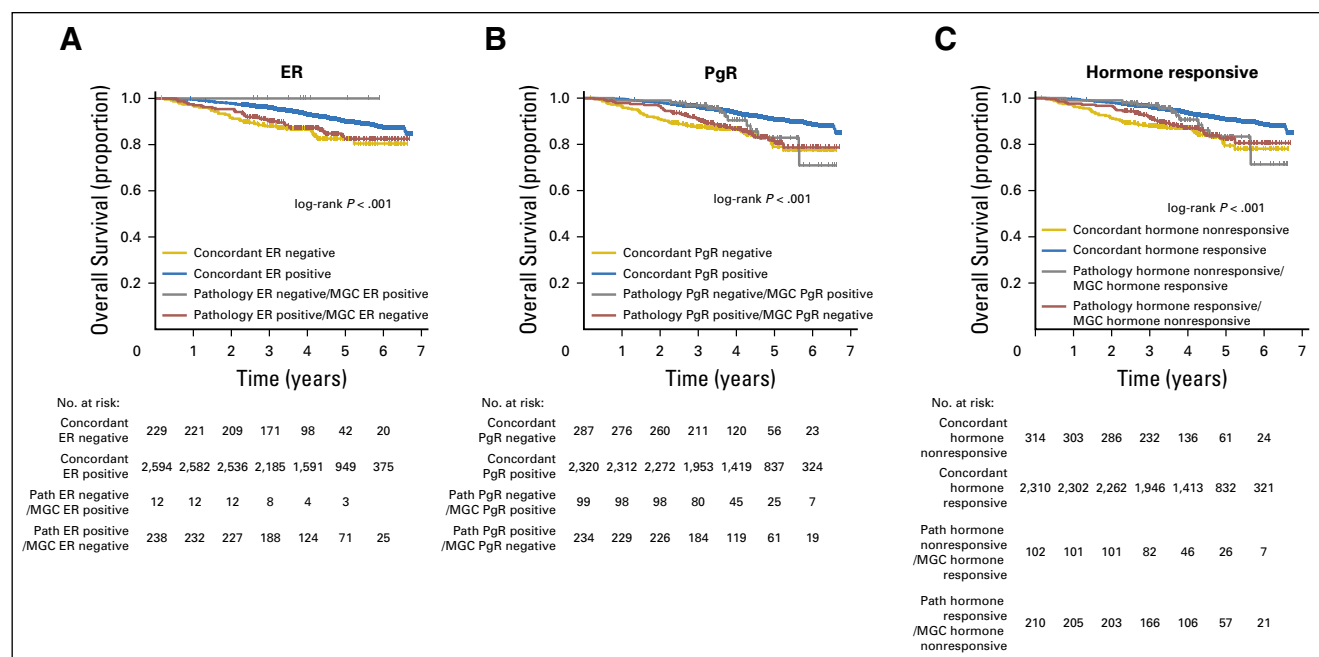 A
ER
Overall Survival (proportion)
1.0
0.8
0.6
0.4
0.2
log-rank P < .001
Concordant ER negative
Concordant ER positive
Pathology ER negative/MGC ER positive
Pathology ER positive/MGC ER negative
0 1 2 3 4 5 6 7
Time (years)
No. at risk:
Concordant
ER negative 229 221 209 171 98 42 20
Concordant
ER positive 2,594 2,582 2,536 2,185 1,591 949 375
Path ER negative
/MGC ER positive 12 12 12 8 4 3
Path ER positive
/MGC ER negative 238 232 227 188 124 71 25
B
PgR
Overall Survival (proportion)
1.0
0.8
0.6
0.4
0.2
log-rank P < .001
Concordant PgR negative
Concordant PgR positive
Pathology PgR negative/MGC PgR positive
Pathology PgR positive/MGC PgR negative
0 1 2 3 4 5 6 7
Time (years)
No. at risk:
Concordant
PgR negative 287 276 260 211 120 56 23
Concordant
PgR positive 2,320 2,312 2,272 1,953 1,419 837 324
Path PgR negative
/MGC PgR positive 99 98 98 80 45 25 7
Path PgR positive
/MGC PgR negative 234 229 226 184 119 61 19
C
Hormone responsive
Overall Survival (proportion)
1.0
0.8
0.6
0.4
0.2
log-rank P < .001
Concordant hormone nonresponsive
Concordant hormone responsive
Pathology hormone nonresponsive/
MGC hormone responsive
Pathology hormone responsive/
MGC hormone nonresponsive
0 1 2 3 4 5 6 7
Time (years)
No. at risk:
Concordant
hormone
nonresponsive 314 303 286 232 136 61 24
Concordant
hormone
responsive 2,310 2,302 2,262 1,946 1,413 832 321
Path hormone
nonresponsive
/MGC hormone
responsive 102 101 101 82 46 26 7
Path hormone
responsive
/MGC hormone
nonresponsive 210 205 203 166 106 57 21